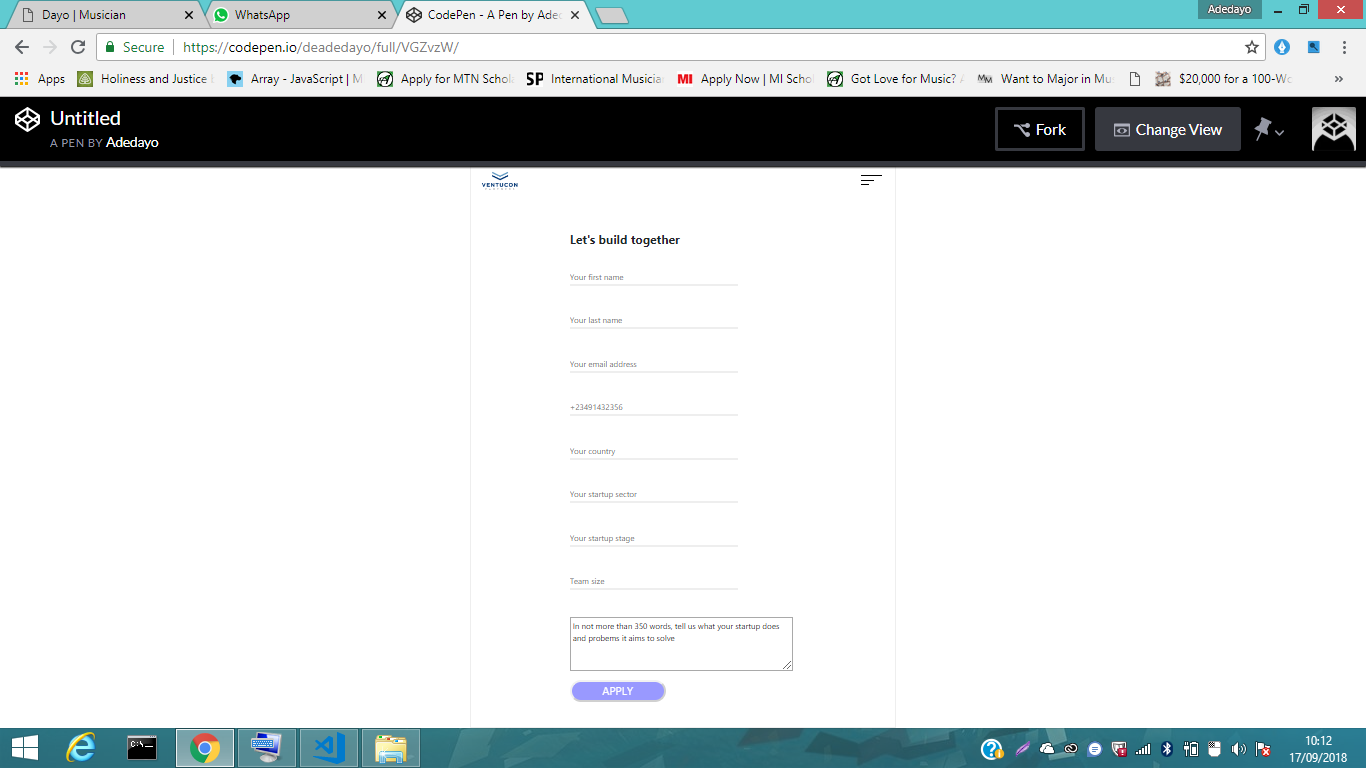 Adedayo
Dayo | Musician
WhatsApp
CodePen - A Pen by Aded
Secure
https://codepen.io/deadedayo/full/VGZvzW/
Apps
Holiness and Justice
Array - JavaScript | M
Apply for MTN Schol
SP
International Musicia
MI
Apply Now | MI Scho
Got Love for Music?
Want to Major in Mu
$20,000 for a 100-Wo
»
Untitled
A PEN BY Adedayo
Fork
Change View
VENTUCON
Let's build together
Your first name
Your last name
Your email address
+23491432356
Your country
Your startup sector
Your startup stage
Team size
In not more than 350 words, tell us what your startup does
and probems it aims to solve
APPLY
10:12
17/09/2018